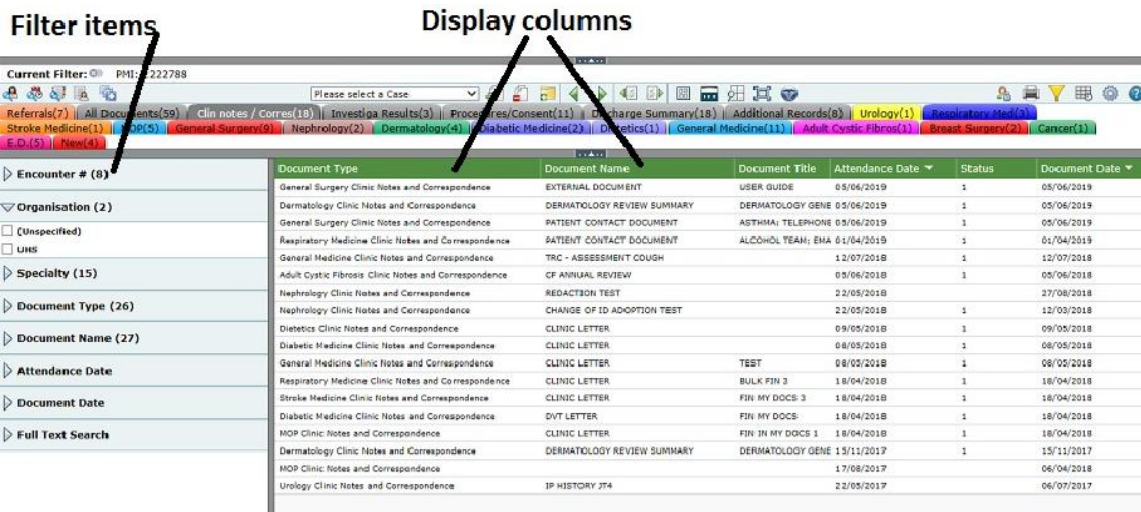 Filter items
Display columns
Current Filter: PMI: 2222788
Please select a Case
Referrals(7) All Documents(59) Clin notes / Corres(18) Investiga Results(3) Procedures/Consent(11) Discharge Summary(18) Additional Records(8) Urology(1) Respiratory Med(3)
Stroke Medicine(1) MOP(5) General Surgery(9) Nephrology(2) Dermatology(4) Diabetic Medicine(2) Dietetics(1) General Medicine(11) Adult Cystic Fibros(1) Breast Surgery(2) Cancer(1)
E.D.(5) New(4)
Encounter # (8)
Organisation (2)
(Unspecified)
UHS
Specialty (15)
Document Type (26)
Document Name (27)
Attendance Date
Document Date
Full Text Search
Document Type Document Name Document Title Attendance Date Status Document Date
General Surgery Clinic Notes and Correspondence EXTERNAL DOCUMENT USER GUIDE 05/06/2019 1 05/06/2019
Dermatology Clinic Notes and Correspondence DERMATOLOGY REVIEW SUMMARY DERMATOLOGY GENE 05/06/2019 1 05/06/2019
General Surgery Clinic Notes and Correspondence PATIENT CONTACT DOCUMENT ASTHMA; TELEPHONE 05/06/2019 1 05/06/2019
Respiratory Medicine Clinic Notes and Correspondence PATIENT CONTACT DOCUMENT ALCOHOL TEAM; EMA 01/04/2019 1 01/04/2019
General Medicine Clinic Notes and Correspondence TRC - ASSESSMENT COUGH 12/07/2018 1 12/07/2018
Adult Cystic Fibrosis Clinic Notes and Correspondence CF ANNUAL REVIEW 05/06/2018 1 05/06/2018
Nephrology Clinic Notes and Correspondence REDACTION TEST 22/05/2018 27/08/2018
Nephrology Clinic Notes and Correspondence CHANGE OF ID ADOPTION TEST 22/05/2018 1 12/03/2018
Dietetics Clinic Notes and Correspondence CLINIC LETTER 09/05/2018 1 09/05/2018
Diabetic Medicine Clinic Notes and Correspondence CLINIC LETTER 08/05/2018 1 08/05/2018
General Medicine Clinic Notes and Correspondence CLINIC LETTER TEST 08/05/2018 1 08/05/2018
Respiratory Medicine Clinic Notes and Correspondence CLINIC LETTER BULK FIN 3 18/04/2018 1 18/04/2018
Stroke Medicine Clinic Notes and Correspondence CLINIC LETTER FIN MY DOCS 3 18/04/2018 1 18/04/2018
Diabetic Medicine Clinic Notes and Correspondence DVT LETTER FIN MY DOCS 18/04/2018 1 18/04/2018
MOP Clinic Notes and Correspondence CLINIC LETTER FIN IN MY DOCS 1 18/04/2018 1 18/04/2018
Dermatology Clinic Notes and Correspondence DERMATOLOGY REVIEW SUMMARY DERMATOLOGY GENE 15/11/2017 1 15/11/2017
MOP Clinic Notes and Correspondence 17/08/2017 06/04/2018
Urology Clinic Notes and Correspondence IP HISTORY JT4 22/05/2017 06/07/2017